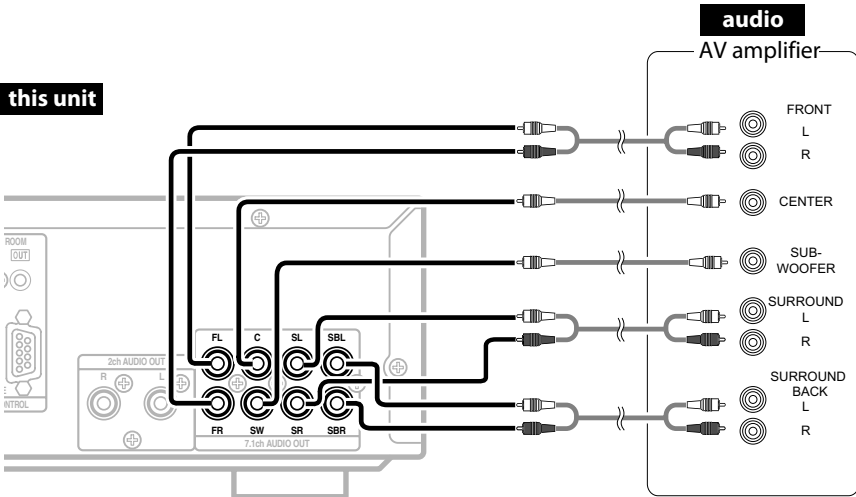 audio
AV amplifier
this unit
FRONT
L
R
CENTER
SUB-
WOOFER
SURROUND
L
R
SURROUND
BACK
L
R
ROOM
OUT
NTROL
2ch AUDIO OUT
R L
FL C SL SBL
FR SW SR SBR
7.1ch AUDIO OUT